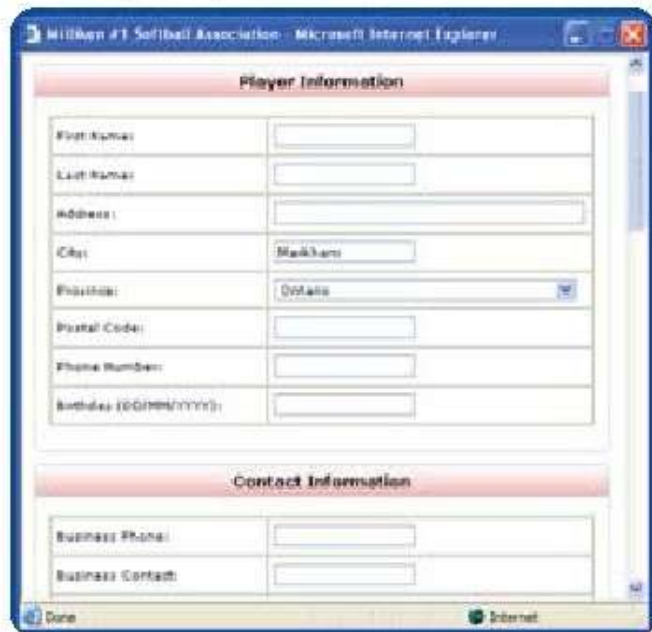 Milliken #1 Softball Association - Microsoft Internet Explorer
Player Information
First Name:
Last Name:
Address:
City:
Markham
Province:
Ontario
Postal Code:
Phone Number:
Birthday (DD/MM/YYYY):
Contact Information
Business Phone:
Business Contact:
Done
Internet